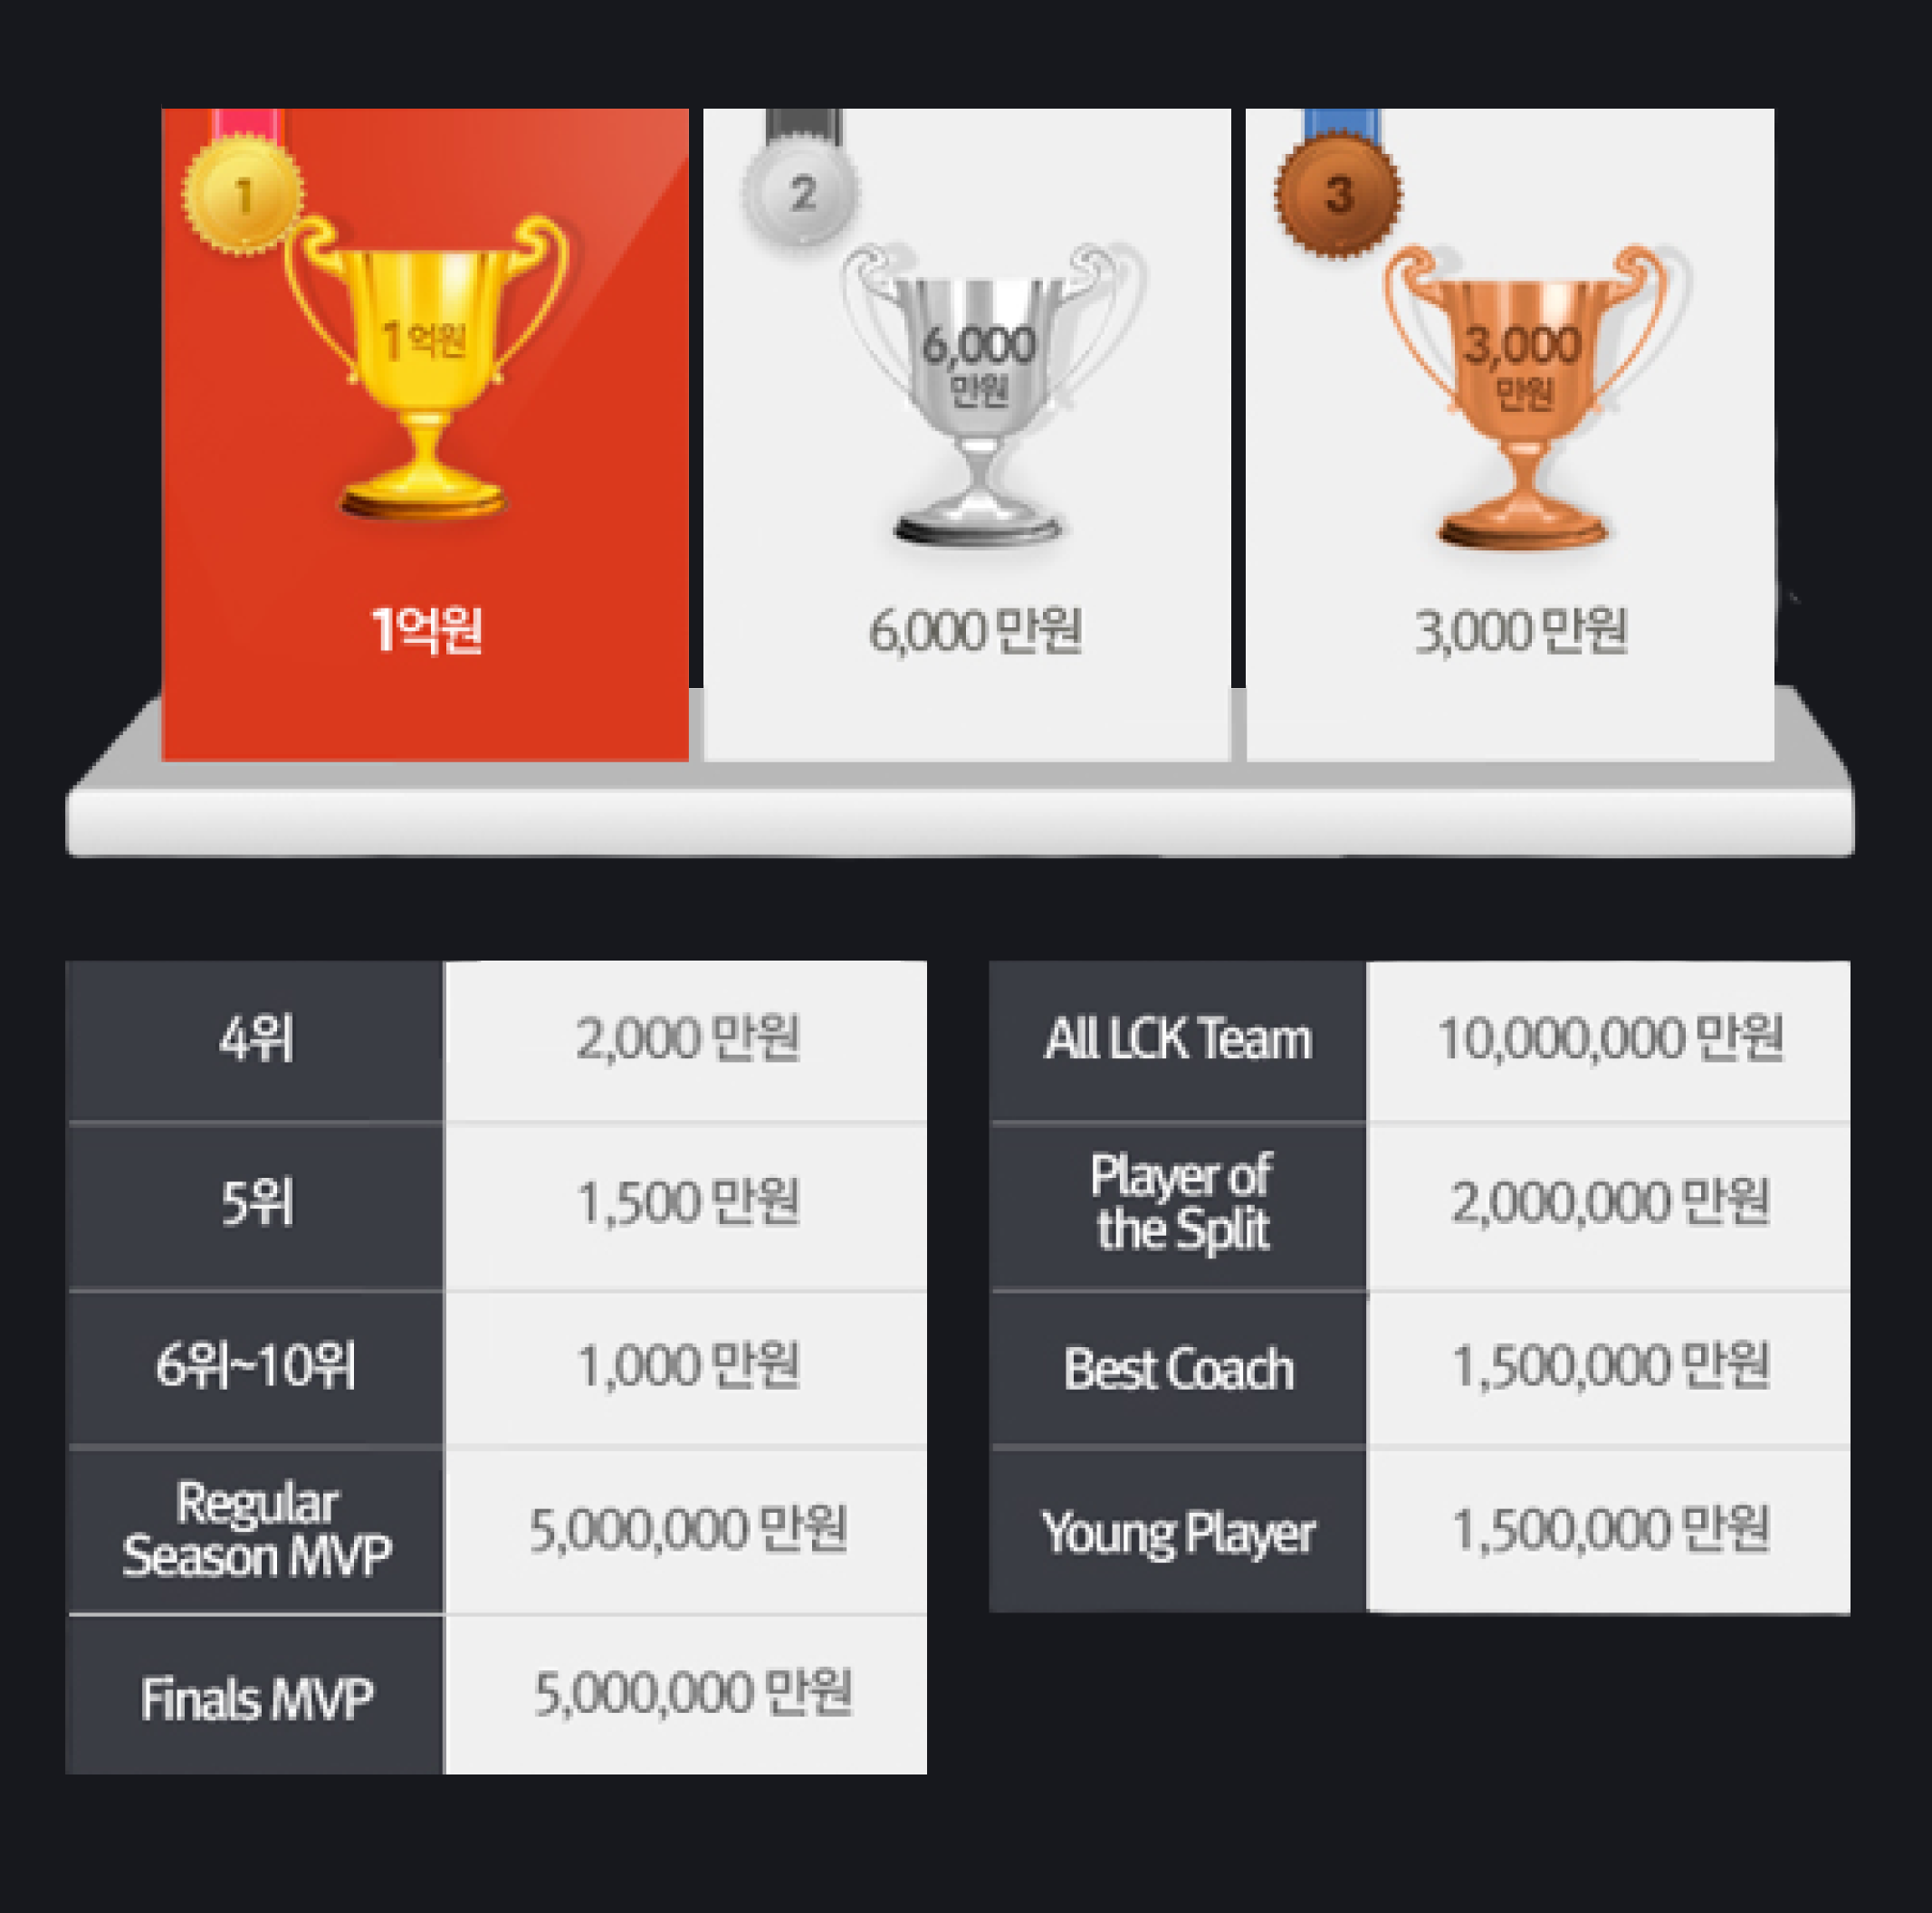 1
2
3
1억원
6,000
만원
3,000
만원
1억원
6,000 만원
3,000 만원
4위
2,000 만원
5위
1,500 만원
6위~10위
1,000 만원
Regular
Season MVP
5,000,000 만원
Finals MVP
5,000,000 만원
All LCK Team
10,000,000 만원
Player of
the Split
2,000,000 만원
Best Coach
1,500,000 만원
Young Player
1,500,000 만원